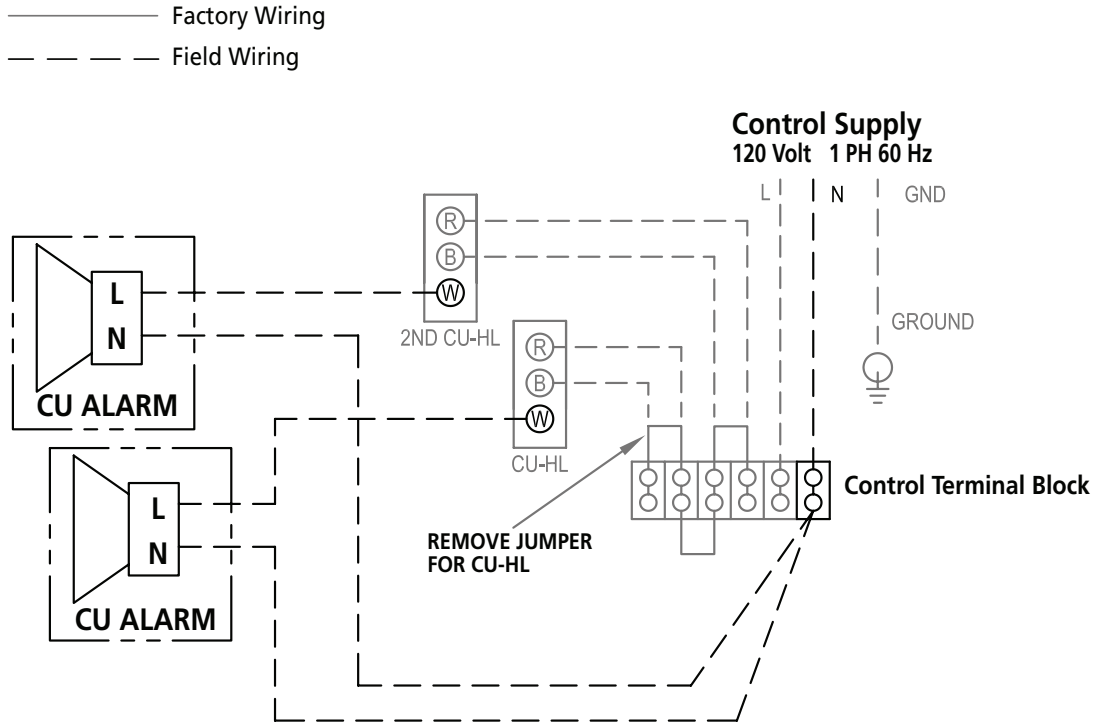 Factory Wiring
Field Wiring
Control Supply
120 Volt 1 PH 60 Hz
L
N
GND
R
B
W
2ND CU-HL
L
N
CU ALARM
GROUND
R
B
W
CU-HL
Control Terminal Block
L
N
CU ALARM
REMOVE JUMPER
FOR CU-HL